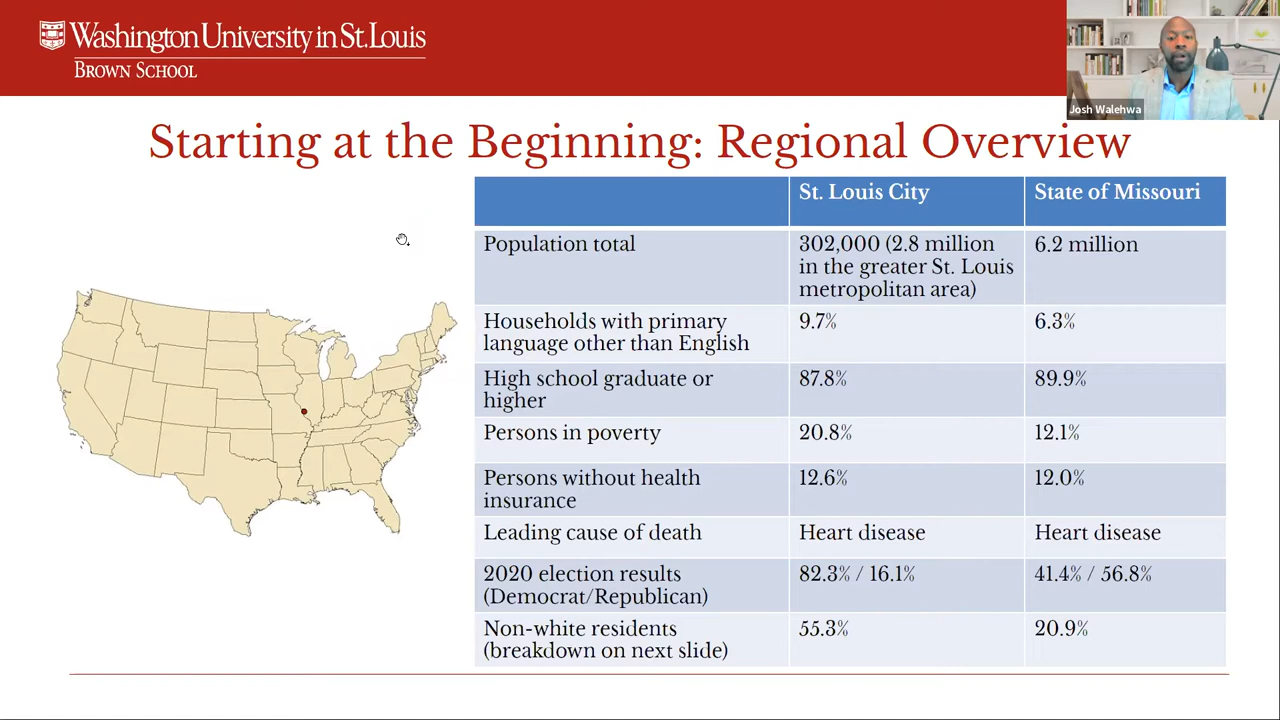 Washington University in St. Louis
BROWN SCHOOL
Josh Walehwa
Starting at the Beginning: Regional Overview
St. Louis City
State of Missouri
Population total
302,000 (2.8 million
in the greater St. Louis
metropolitan area)
6.2 million
Households with primary
language other than English
9.7%
6.3%
High school graduate or
higher
87.8%
89.9%
Persons in poverty
20.8%
12.1%
Persons without health
insurance
12.6%
12.0%
Leading cause of death
Heart disease
Heart disease
2020 election results
(Democrat/Republican)
82.3% / 16.1%
41.4% / 56.8%
Non-white residents
(breakdown on next slide)
55.3%
20.9%